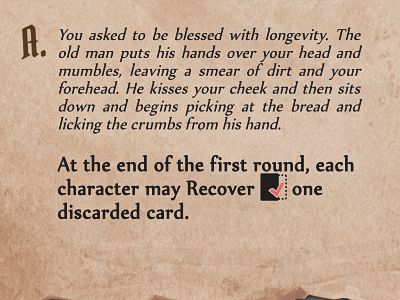 A. You asked to be blessed with longevity. The
old man puts his hands over your head and
mumbles, leaving a smear of dirt and your
forehead. He kisses your cheek and then sits
down and begins picking at the bread and
licking the crumbs from his hand.
At the end of the first round, each
character may Recover one
discarded card.